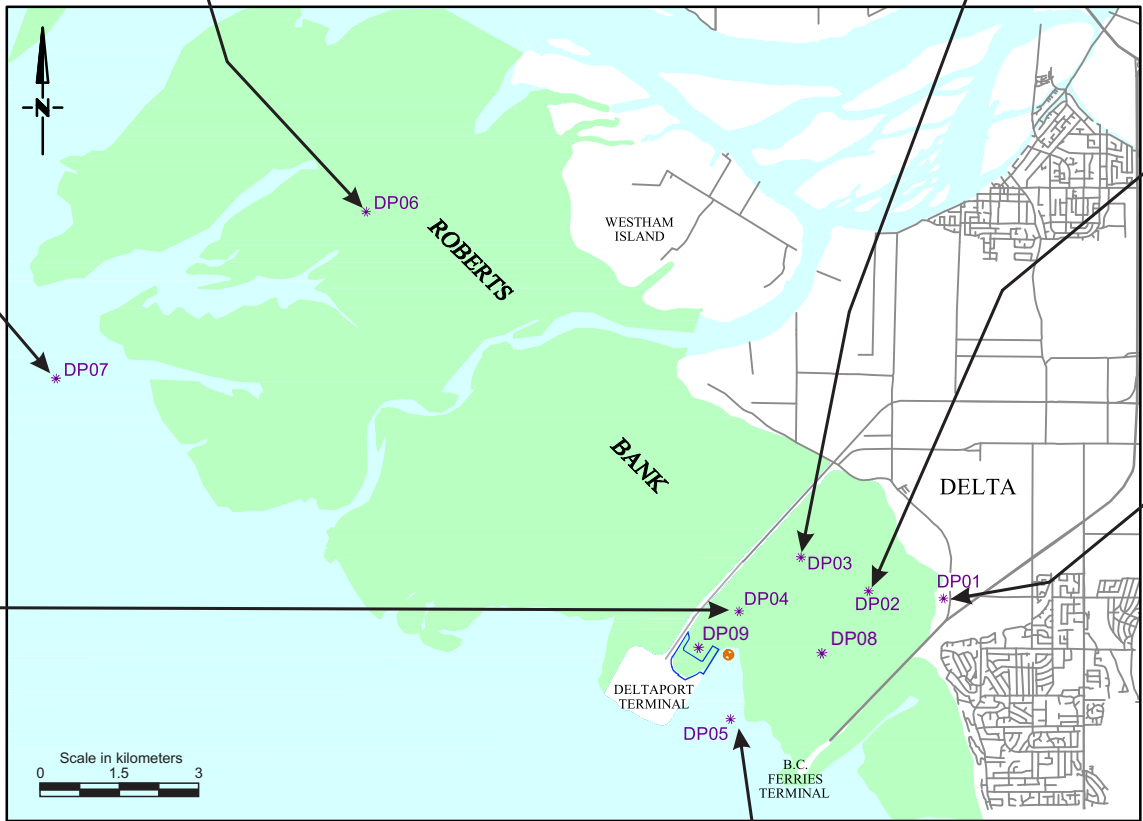 N
DP06
ROBERTS
WESTHAM
ISLAND
DP07
BANK
DELTA
DP03
DP01
DP02
DP04
DP09
DP08
DELTAPORT
TERMINAL
DP05
B.C.
FERRIES
TERMINAL
Scale in kilometers
0 1.5 3